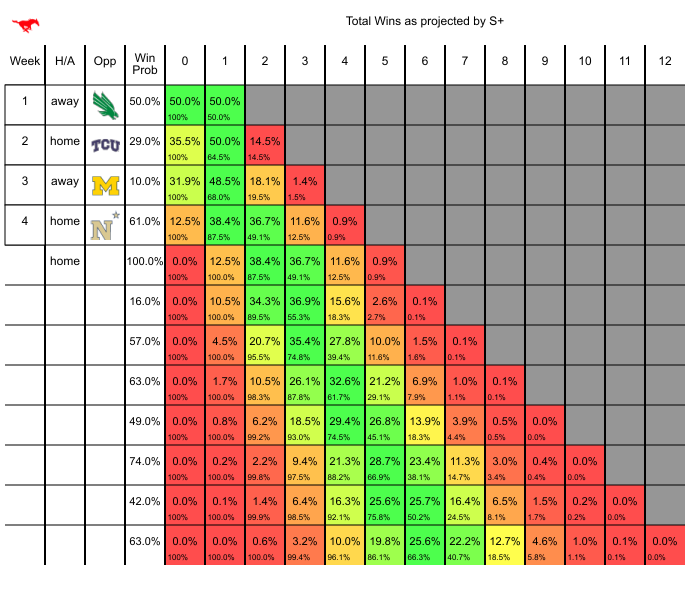 Total Wins as projected by S+
Week H/A Opp Win Prob 0 1 2 3 4 5 6 7 8 9 10 11 12
1 away 50.0% 50.0% 50.0%
100% 50.0%
2 home TCU 29.0% 35.5% 50.0% 14.5%
100% 64.5% 14.5%
3 away M 10.0% 31.9% 48.5% 18.1% 1.4%
100% 68.0% 19.5% 1.5%
4 home N 61.0% 12.5% 38.4% 36.7% 11.6% 0.9%
100% 87.5% 49.1% 12.5% 0.9%
home 100.0% 0.0% 12.5% 38.4% 36.7% 11.6% 0.9%
100% 100.0% 87.5% 49.1% 12.5% 0.9%
16.0% 0.0% 10.5% 34.3% 36.9% 15.6% 2.6% 0.1%
100% 100.0% 89.5% 55.3% 18.3% 2.7% 0.1%
57.0% 0.0% 4.5% 20.7% 35.4% 27.8% 10.0% 1.5% 0.1%
100% 100.0% 95.5% 74.8% 39.4% 11.6% 1.6% 0.1%
63.0% 0.0% 1.7% 10.5% 26.1% 32.6% 21.2% 6.9% 1.0% 0.1%
100% 100.0% 98.3% 87.8% 61.7% 29.1% 7.9% 1.1% 0.1%
49.0% 0.0% 0.8% 6.2% 18.5% 29.4% 26.8% 13.9% 3.9% 0.5% 0.0%
100% 100.0% 99.2% 93.0% 74.5% 45.1% 18.3% 4.4% 0.5% 0.0%
74.0% 0.0% 0.2% 2.2% 9.4% 21.3% 28.7% 23.4% 11.3% 3.0% 0.4% 0.0%
100% 100.0% 99.8% 97.5% 88.2% 66.9% 38.1% 14.7% 3.4% 0.4% 0.0%
42.0% 0.0% 0.1% 1.4% 6.4% 16.3% 25.6% 25.7% 16.4% 6.5% 1.5% 0.2% 0.0%
100% 100.0% 99.9% 98.5% 92.1% 75.8% 50.2% 24.5% 8.1% 1.7% 0.2% 0.0%
63.0% 0.0% 0.0% 0.6% 3.2% 10.0% 19.8% 25.6% 22.2% 12.7% 4.6% 1.0% 0.1% 0.0%
100% 100.0% 100.0% 99.4% 96.1% 86.1% 66.3% 40.7% 18.5% 5.8% 1.1% 0.1% 0.0%